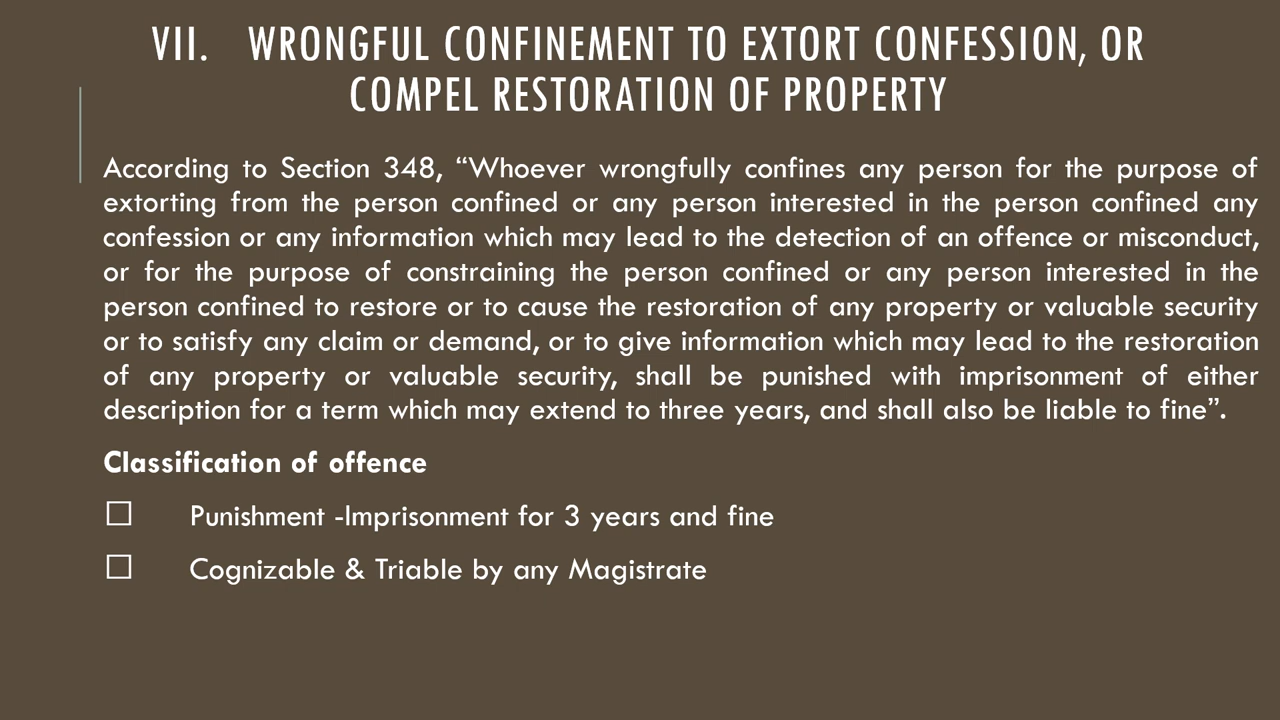 VII. WRONGFUL CONFINEMENT TO EXTORT CONFESSION, OR
COMPEL RESTORATION OF PROPERTY
According to Section 348, “Whoever wrongfully confines any person for the purpose of
extorting from the person confined or any person interested in the person confined any
confession or any information which may lead to the detection of an offence or misconduct,
or for the purpose of constraining the person confined or any person interested in the
person confined to restore or to cause the restoration of any property or valuable security
or to satisfy any claim or demand, or to give information which may lead to the restoration
of any property or valuable security, shall be punished with imprisonment of either
description for a term which may extend to three years, and shall also be liable to fine”.
Classification of offence
☐ Punishment -Imprisonment for 3 years and fine
☐ Cognizable & Triable by any Magistrate